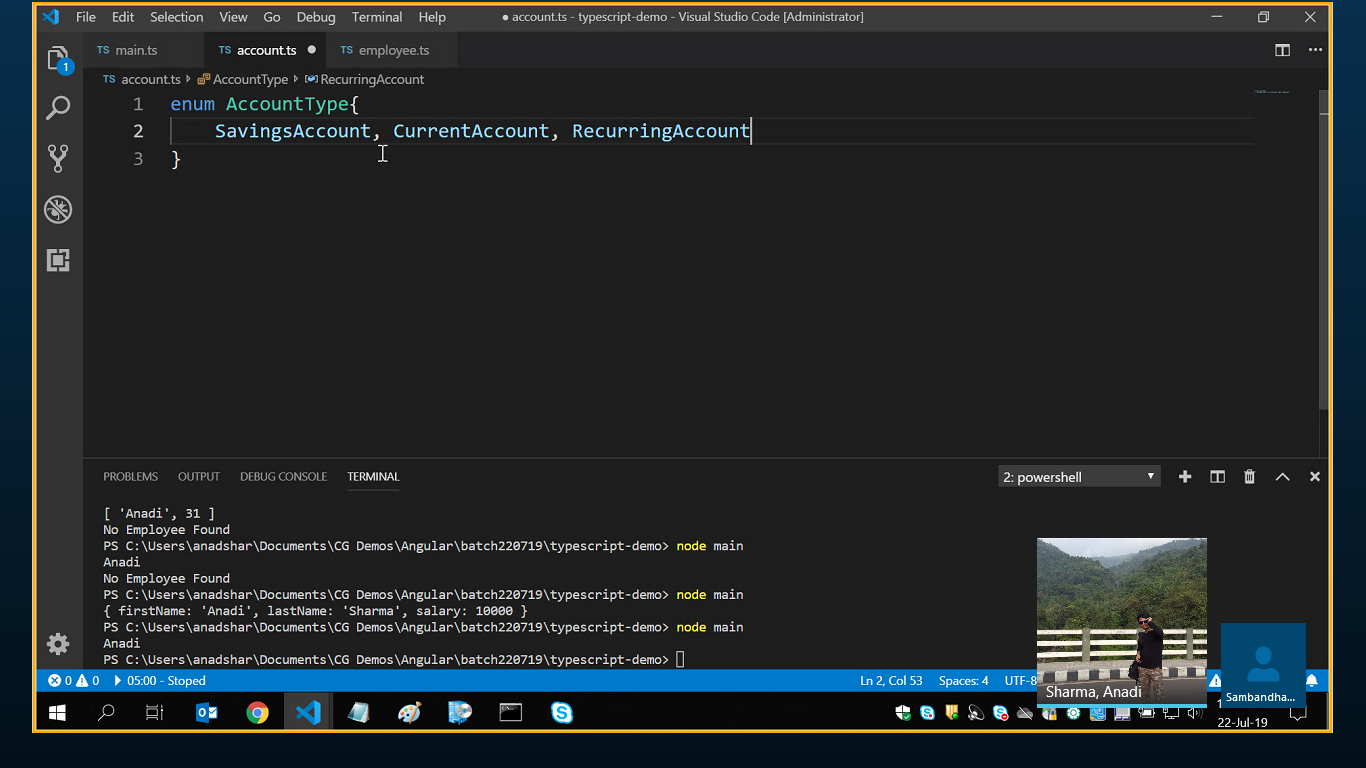 File Edit Selection View Go Debug Terminal Help ● account.ts - typescript-demo - Visual Studio Code [Administrator]
TS main.ts TS account.ts ● TS employee.ts
1
TS account.ts AccountType RecurringAccount
1 enum AccountType{
2 SavingsAccount, CurrentAccount, RecurringAccount
3 }
PROBLEMS OUTPUT DEBUG CONSOLE TERMINAL 2: powershell
[ 'Anadi', 31 ]
No Employee Found
PS C:\Users\anadshar\Documents\CG Demos\Angular\batch220719\typescript-demo> node main
Anadi
No Employee Found
PS C:\Users\anadshar\Documents\CG Demos\Angular\batch220719\typescript-demo> node main
{ firstName: 'Anadi', lastName: 'Sharma', salary: 10000 }
PS C:\Users\anadshar\Documents\CG Demos\Angular\batch220719\typescript-demo> node main
Anadi
PS C:\Users\anadshar\Documents\CG Demos\Angular\batch220719\typescript-demo>
0 0 05:00 - Stoped Ln 2, Col 53 Spaces: 4 UTF-8
Sharma, Anadi
Sambandha...
22-Jul-19